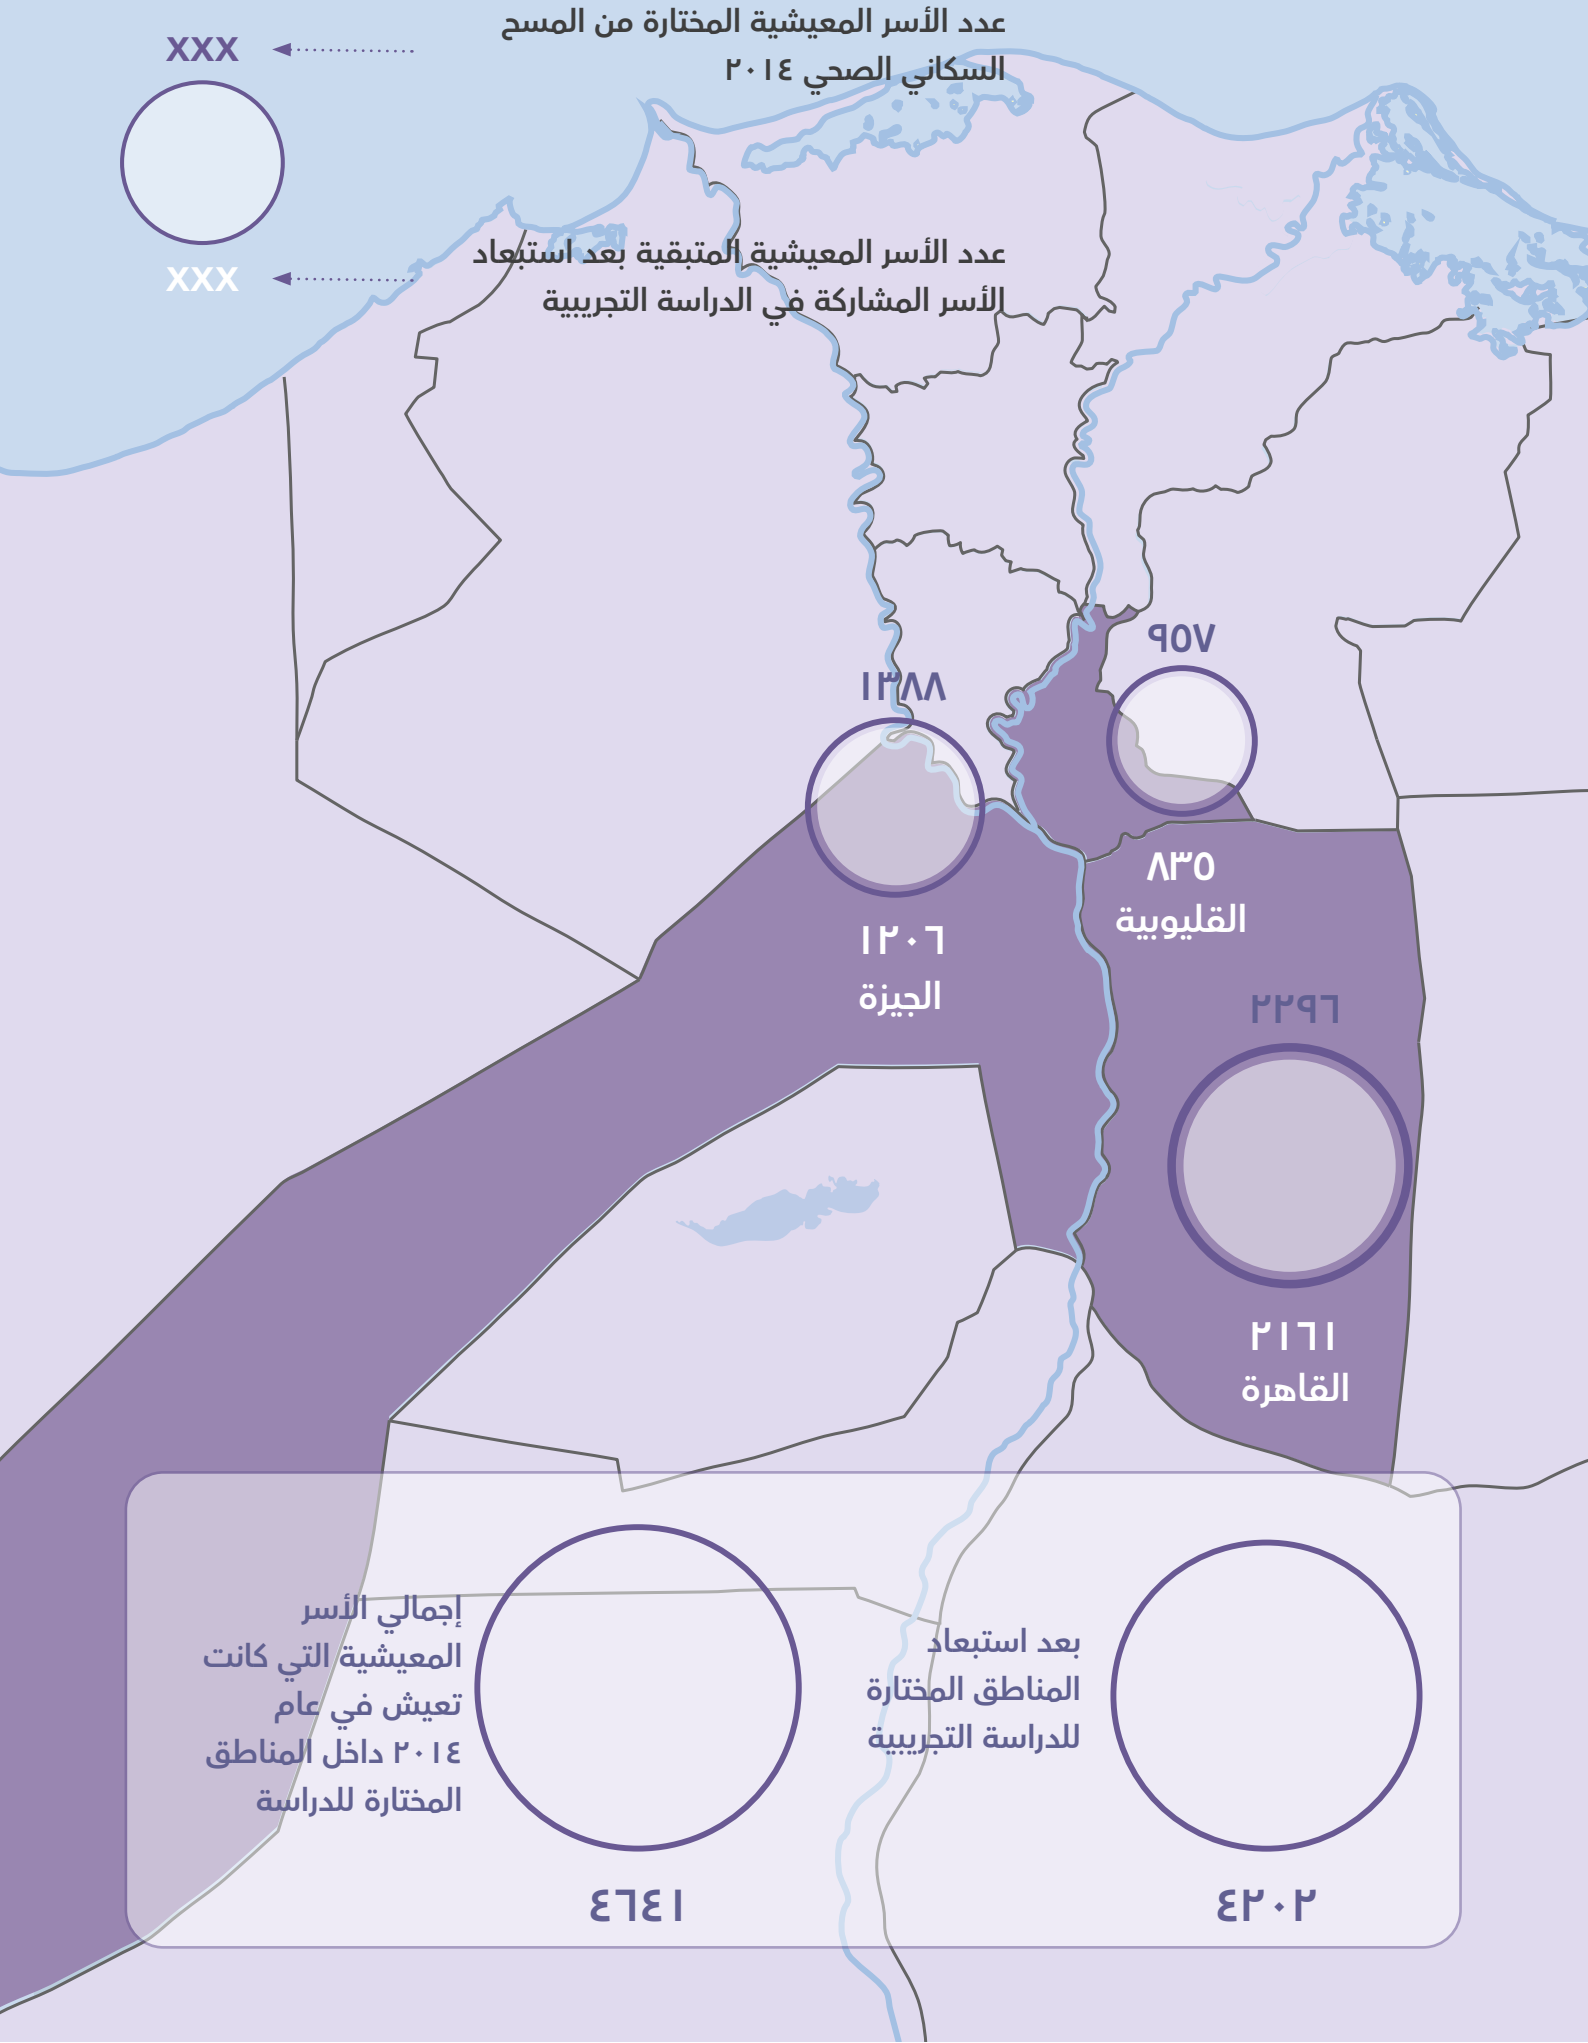 عدد الأسر المعيشية المختارة من المسح
السكاني الصحي ٢٠١٤
XXX
عدد الأسر المعيشية المتبقية بعد استبعاد
الأسر المشاركة في الدراسة التجريبية
XXX
٩٥٧
٨٣٥
القليوبية
١٣٨٨
١٢٠٦
الجيزة
٢٢٩٦
٢١٦١
القاهرة
بعد استبعاد
المناطق المختارة
للدراسة التجريبية
٤٢٠٢
إجمالي الأسر
المعيشية التي كانت
تعيش في عام
٢٠١٤ داخل المناطق
المختارة للدراسة
٤٦٤١